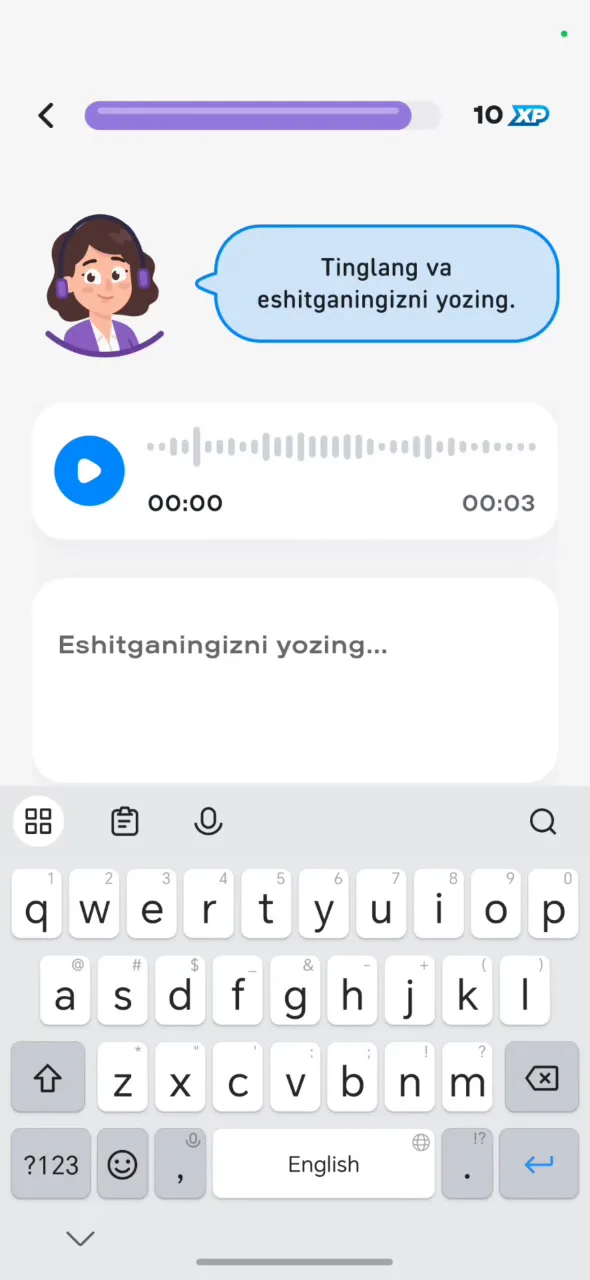 10 XP
Tinglang va
eshitganingizni yozing.
00:00
00:03
Eshitganingizni yozing...
1 2 3 4 5 6 7 8 9 0
q w e r t y u i o p
@ # $ _ & - + ( )
a s d f g h j k l
* " ' : ; ! ?
z x c v b n m
!?
?123 , English .